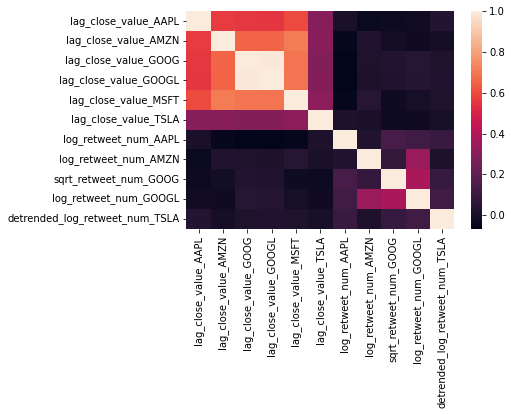 lag_close_value_AAPL
lag_close_value_AMZN
lag_close_value_GOOG
lag_close_value_GOOGL
lag_close_value_MSFT
lag_close_value_TSLA
log_retweet_num_AAPL
log_retweet_num_AMZN
sqrt_retweet_num_GOOG
log_retweet_num_GOOGL
detrended_log_retweet_num_TSLA
1.0
0.8
0.6
0.4
0.2
0.0
lag_close_value_AAPL
lag_close_value_AMZN
lag_close_value_GOOG
lag_close_value_GOOGL
lag_close_value_MSFT
lag_close_value_TSLA
log_retweet_num_AAPL
log_retweet_num_AMZN
sqrt_retweet_num_GOOG
log_retweet_num_GOOGL
detrended_log_retweet_num_TSLA